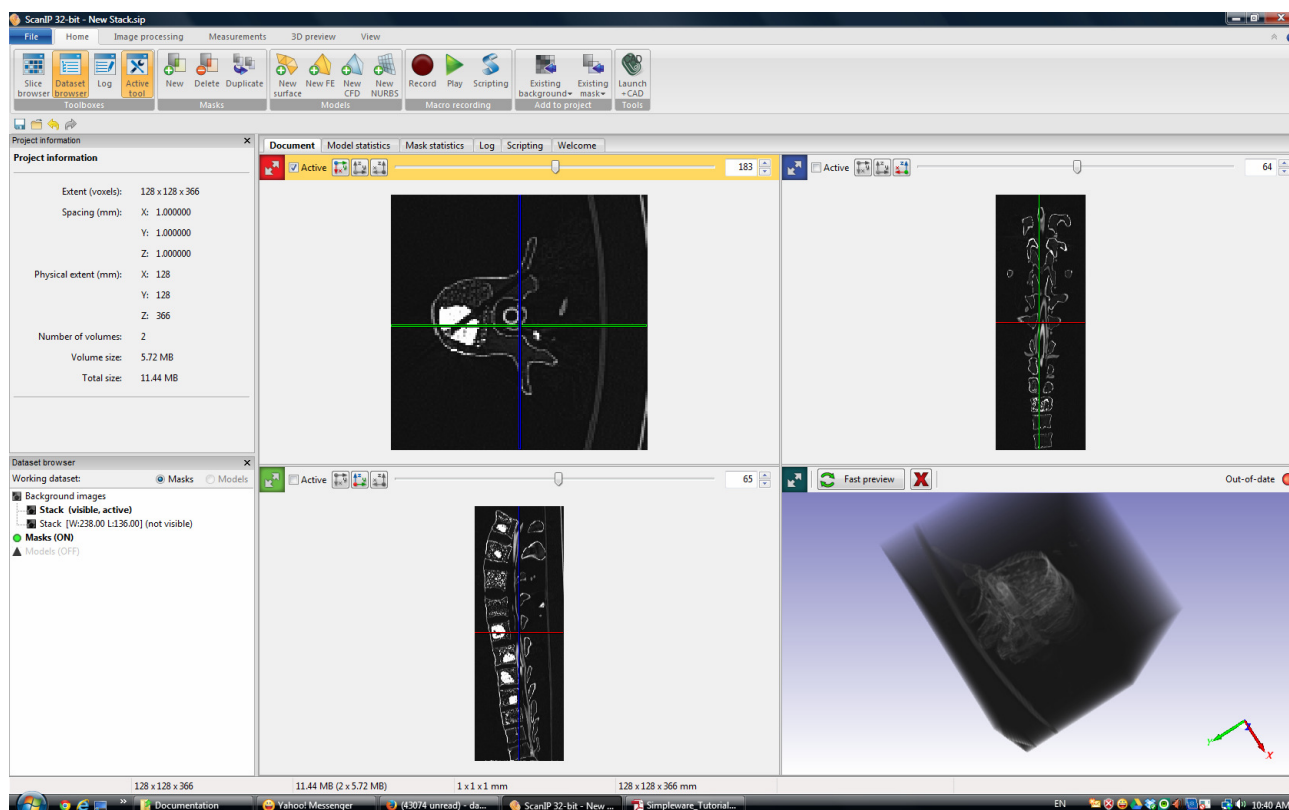 ScanIP 32-bit - New Stack.sip
File Home Image processing Measurements 3D preview View
Slice browser Dataset browser Log Active tool New Delete Duplicate New surface New FE New CFD New NURBS Record Play Scripting Existing background Existing mask Launch +CAD
Toolboxes Masks Models Macro recording Add to project Tools
Project information
Document Model statistics Mask statistics Log Scripting Welcome
Project information
Active 183
Active 64
Extent (voxels): 128 x 128 x 366
Spacing (mm): X: 1.000000
Y: 1.000000
Z: 1.000000
Physical extent (mm): X: 128
Y: 128
Z: 366
Number of volumes: 2
Volume size: 5.72 MB
Total size: 11.44 MB
Dataset browser
Working dataset: Masks Models
Background images
Stack (visible, active)
Stack [W:238.00 L:136.00] (not visible)
Masks (ON)
Models (OFF)
Active 65
Fast preview Out-of-date
Y Z X
128 x 128 x 366 11.44 MB (2 x 5.72 MB) 1 x 1 x 1 mm 128 x 128 x 366 mm
Documentation Yahoo! Messenger (43074 unread) - da... ScanIP 32-bit - New ... Simpleware_Tutorial... EN 10:40 AM